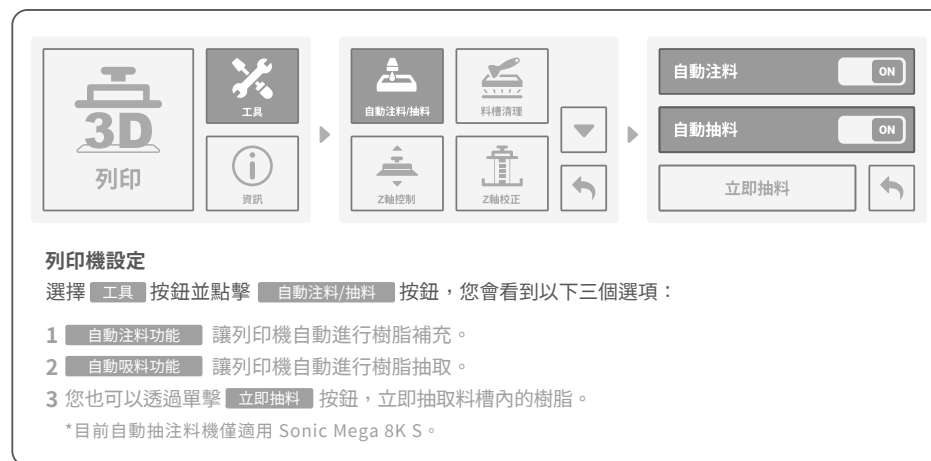 3D
列印
工具
資訊
自動注料/抽料
料槽清理
Z軸控制
Z軸校正
自動注料 ON
自動抽料 ON
立即抽料
列印機設定
選擇 工具 按鈕並點擊 自動注料/抽料 按鈕，您會看到以下三個選項：
1 自動注料功能 讓列印機自動進行樹脂補充。
2 自動吸料功能 讓列印機自動進行樹脂抽取。
3 您也可以透過單擊 立即抽料 按鈕，立即抽取料槽內的樹脂。
*目前自動抽注料機僅適用 Sonic Mega 8K S。